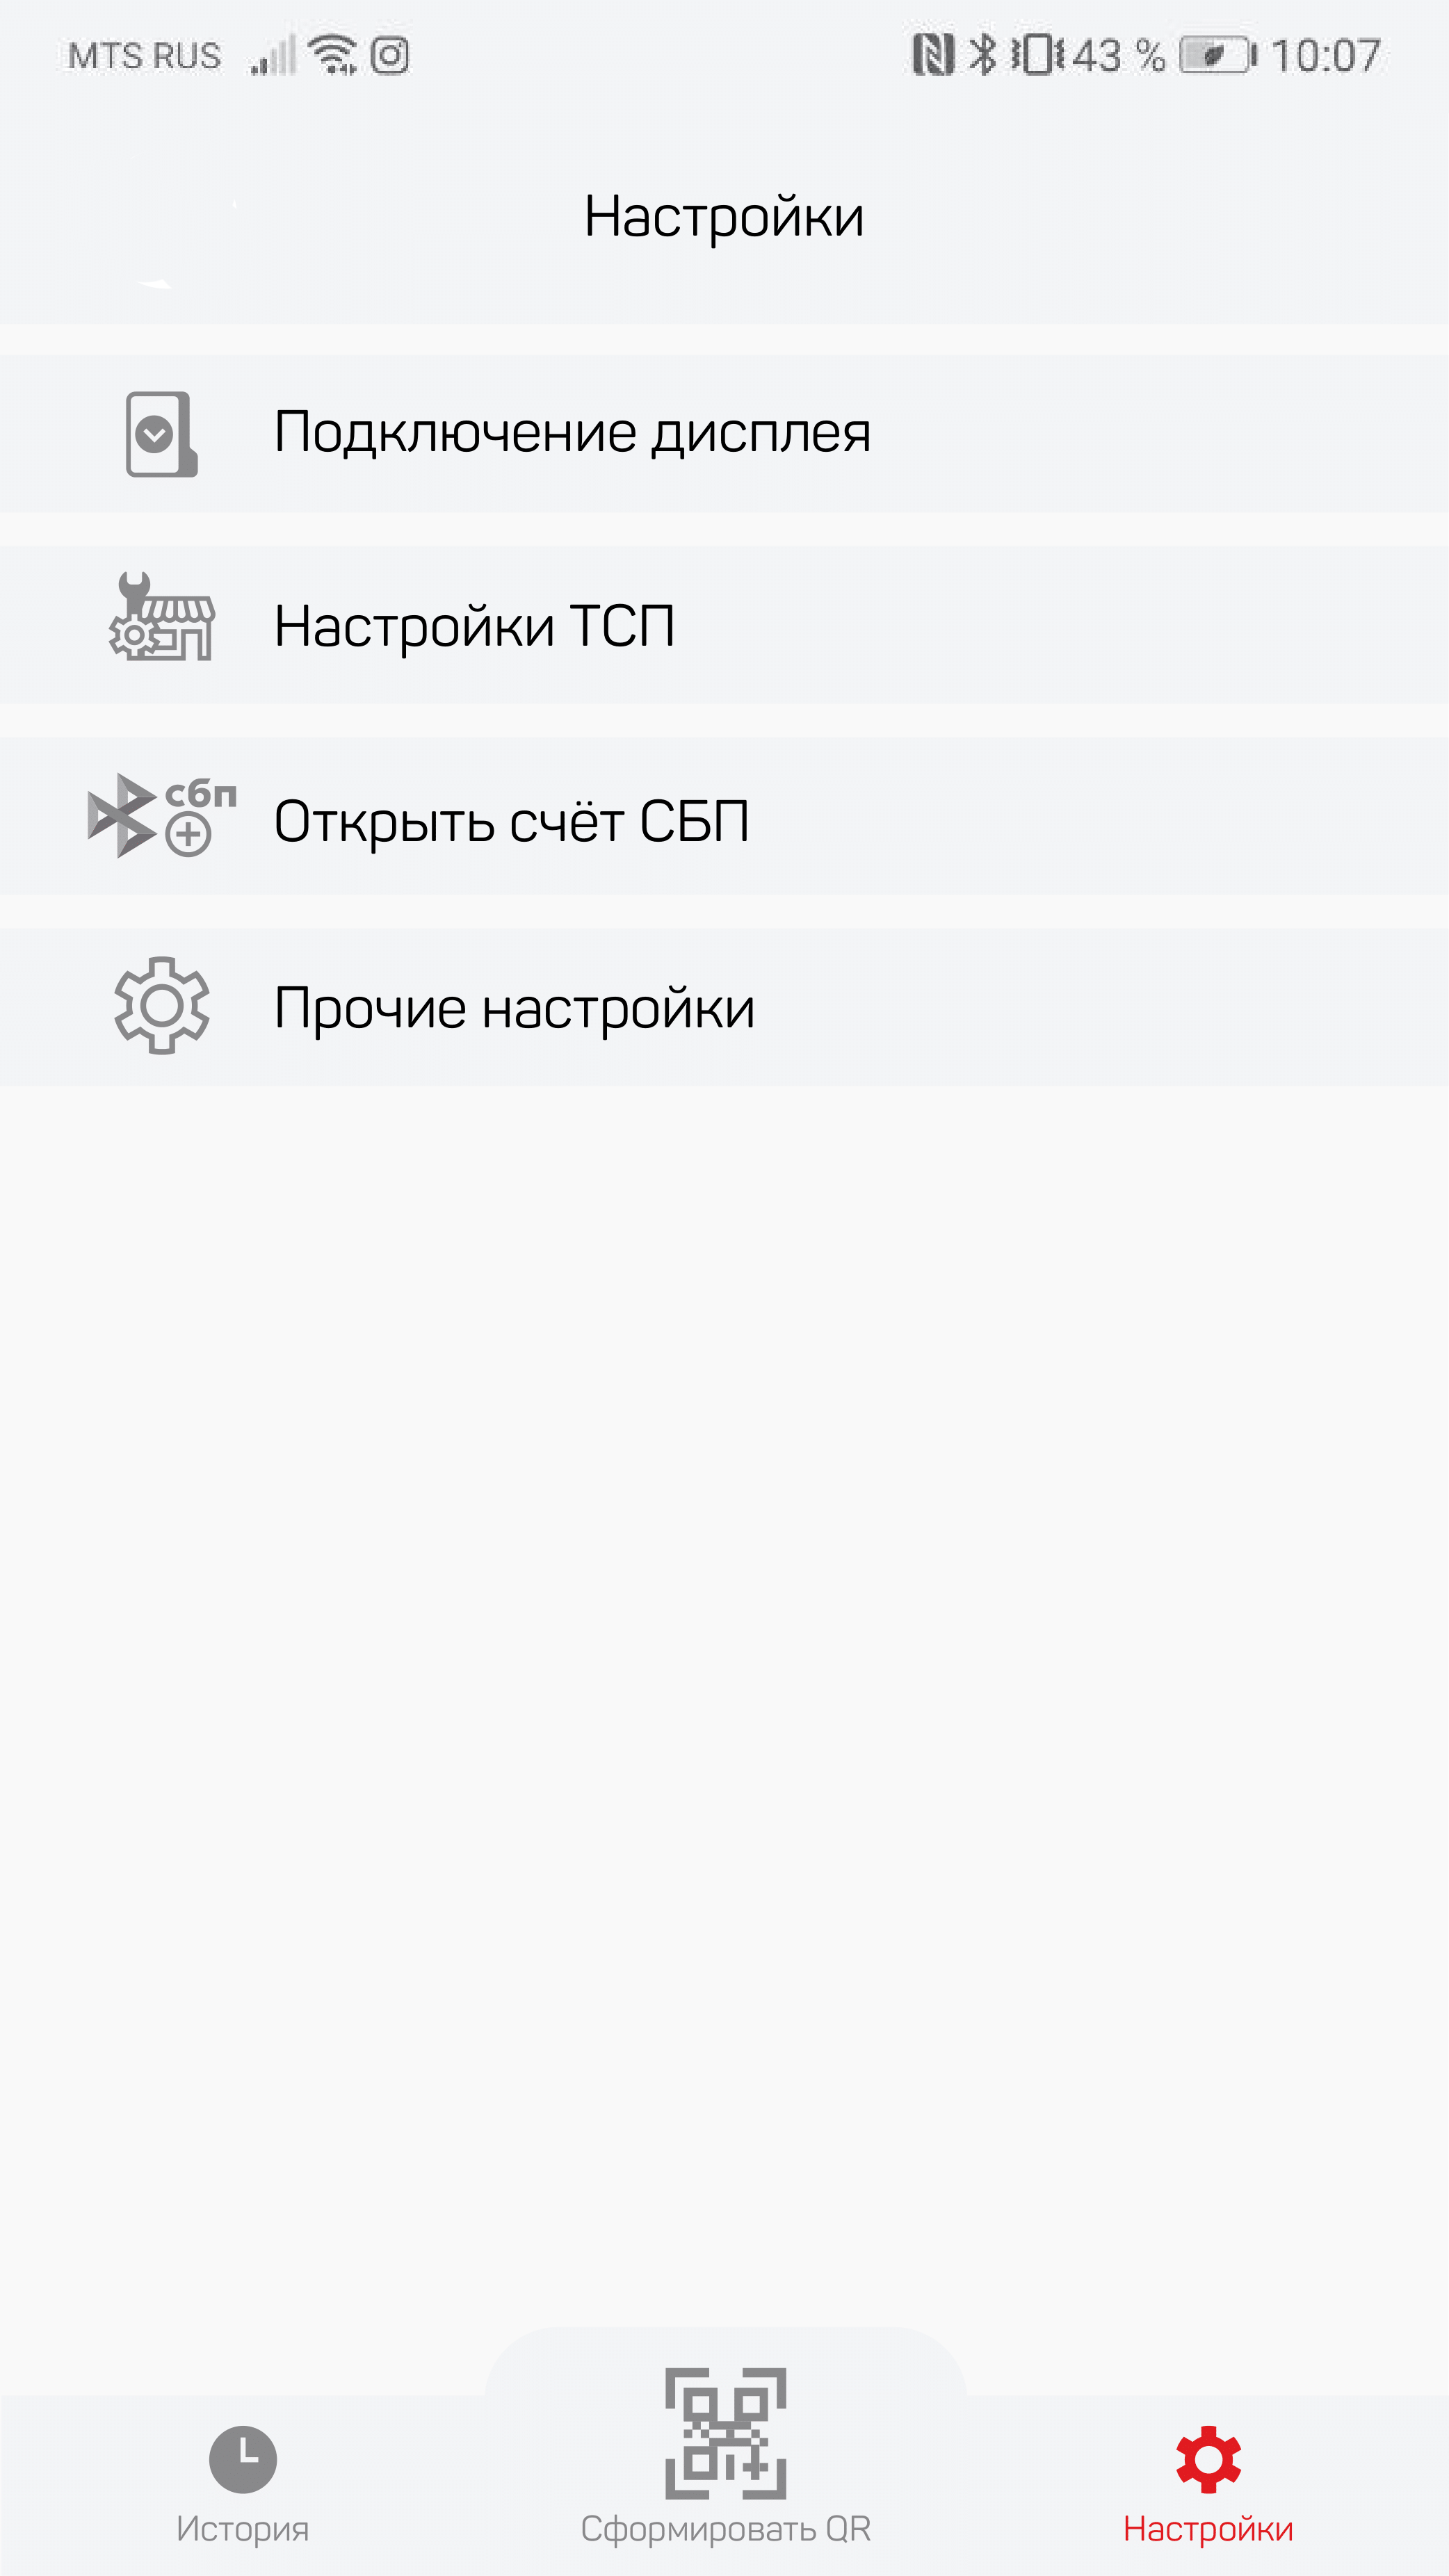 MTS RUS 43 % 10:07
Настройки
Подключение дисплея
Настройки ТСП
сбп
Открыть счёт СБП
Прочие настройки
История
Сформировать QR
Настройки